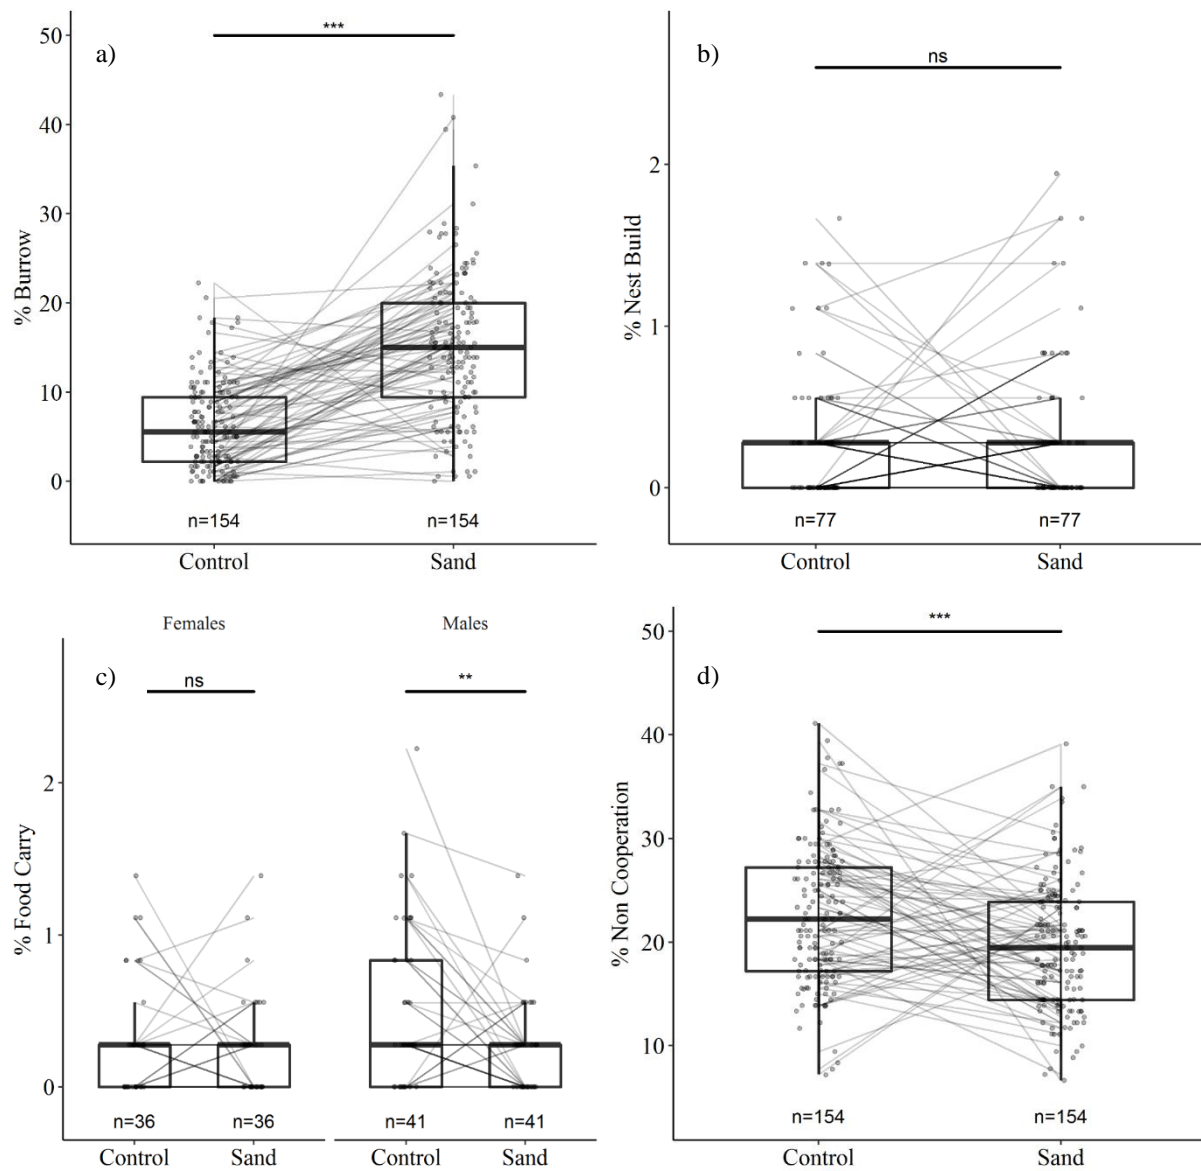 a)
***
50
40
30
20
10
0
% Burrow
n=154 n=154
Control Sand
b)
ns
2
1
0
% Nest Build
n=77 n=77
Control Sand
Females Males
c)
ns **
2
1
0
% Food Carry
n=36 n=36 n=41 n=41
Control Sand Control Sand
d)
***
50
40
30
20
10
% Non Cooperation
n=154 n=154
Control Sand